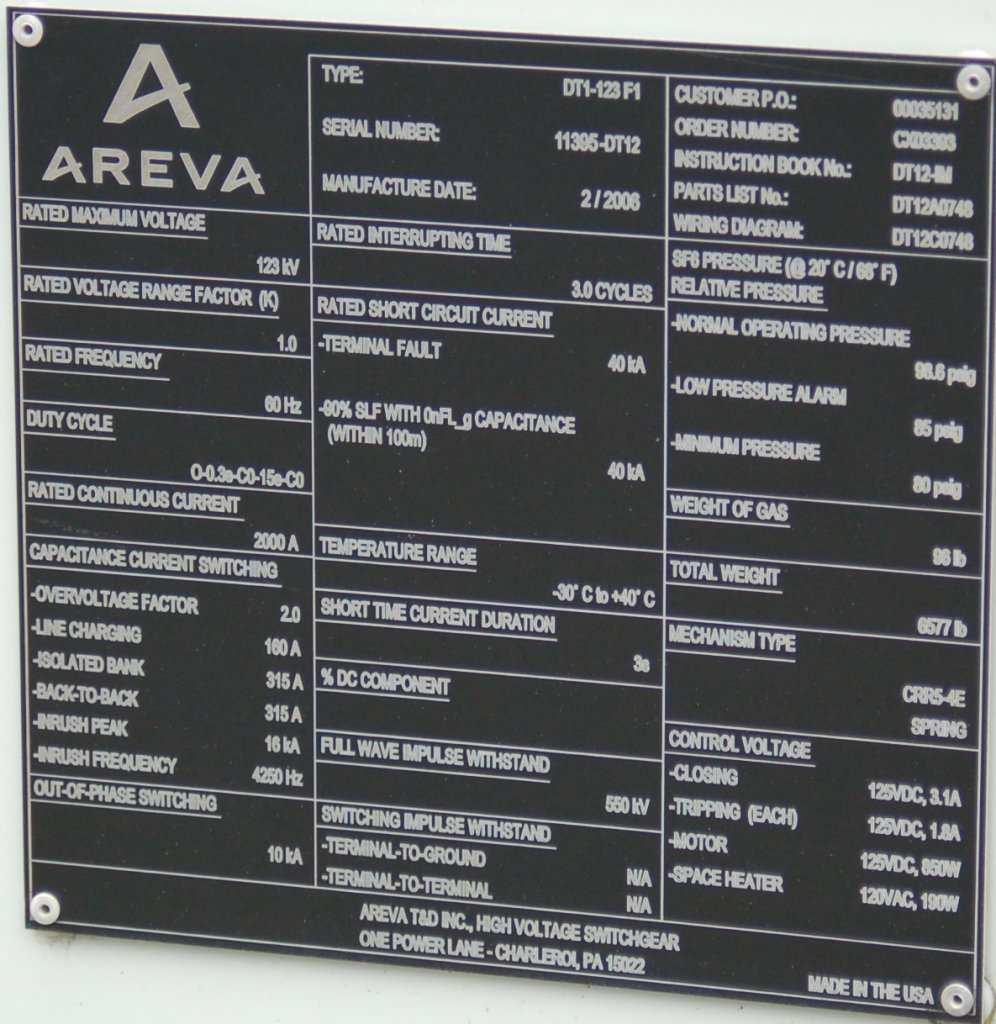 AREVA
RATED MAXIMUM VOLTAGE
123 kV
RATED VOLTAGE RANGE FACTOR (K)
1.0
RATED FREQUENCY
60 Hz
DUTY CYCLE
O-0.3s-CO-15s-CO
RATED CONTINUOUS CURRENT
2000 A
CAPACITANCE CURRENT SWITCHING
-OVERVOLTAGE FACTOR 2.0
-LINE CHARGING 160 A
-ISOLATED BANK 315 A
-BACK-TO-BACK 315 A
-INRUSH PEAK 16 kA
-INRUSH FREQUENCY 4250 Hz
OUT-OF-PHASE SWITCHING
10 kA
TYPE: DT1-123 F1
SERIAL NUMBER: 11395-DT12
MANUFACTURE DATE: 2 / 2006
RATED INTERRUPTING TIME
3.0 CYCLES
RATED SHORT CIRCUIT CURRENT
-TERMINAL FAULT
40 kA
-90% SLF WITH 0nFL_g CAPACITANCE
(WITHIN 100m)
40 kA
TEMPERATURE RANGE
-30° C to +40° C
SHORT TIME CURRENT DURATION
3s
% DC COMPONENT
FULL WAVE IMPULSE WITHSTAND
550 kV
SWITCHING IMPULSE WITHSTAND
-TERMINAL-TO-GROUND N/A
-TERMINAL-TO-TERMINAL N/A
CUSTOMER P.O.: 00035131
ORDER NUMBER:
INSTRUCTION BOOK No.: DT12-IM
PARTS LIST No.: DT12A0748
WIRING DIAGRAM: DT12C0748
SF6 PRESSURE (@ 20° C / 68° F)
RELATIVE PRESSURE
-NORMAL OPERATING PRESSURE
98.6 psig
-LOW PRESSURE ALARM
85 psig
-MINIMUM PRESSURE
80 psig
WEIGHT OF GAS
96 lb
TOTAL WEIGHT
6577 lb
MECHANISM TYPE
CRR5-4E
SPRING
CONTROL VOLTAGE
-CLOSING 125VDC, 3.1A
-TRIPPING (EACH) 125VDC, 1.8A
-MOTOR 125VDC, 850W
-SPACE HEATER 120VAC, 190W
AREVA T&D INC., HIGH VOLTAGE SWITCHGEAR
ONE POWER LANE - CHARLEROI, PA 15022
MADE IN THE USA